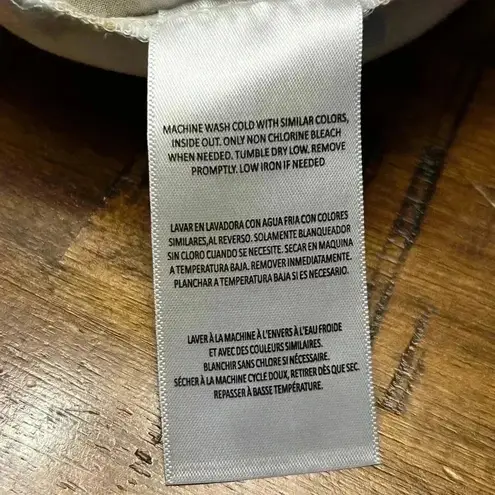 MACHINE WASH COLD WITH SIMILAR COLORS,
INSIDE OUT. ONLY NON CHLORINE BLEACH
WHEN NEEDED. TUMBLE DRY LOW. REMOVE
PROMPTLY. LOW IRON IF NEEDED
LAVAR EN LAVADORA CON AGUA FRIA CON COLORES
SIMILARES,AL REVERSO. SOLAMENTE BLANQUEADOR
SIN CLORO CUANDO SE NECESITE. SECAR EN MAQUINA
A TEMPERATURA BAJA. REMOVER INMEDIATAMENTE.
PLANCHAR A TEMPERATURA BAJA SI ES NECESARIO.
LAVER À LA MACHINE À L'ENVERS À L'EAU FROIDE
ET AVEC DES COULEURS SIMILAIRES.
BLANCHIR SANS CHLORE SI NÉCESSAIRE.
SÉCHER À LA MACHINE CYCLE DOUX, RETIRER DÈS QUE SEC.
REPASSER À BASSE TEMPÉRATURE.